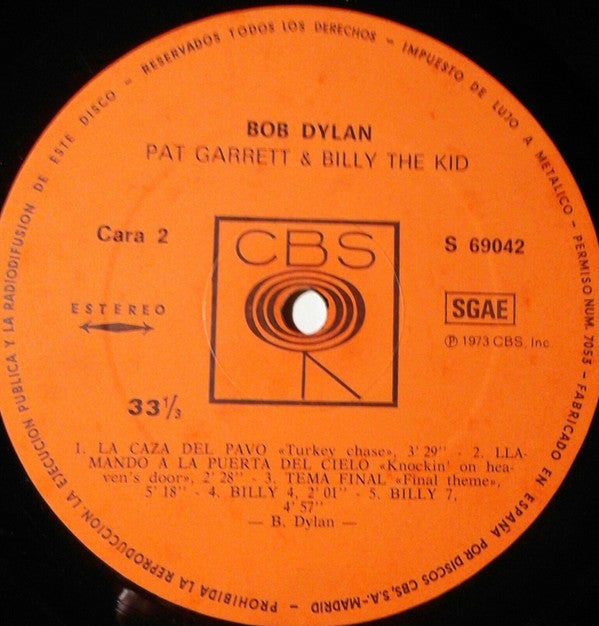 RESERVADOS TODOS LOS DERECHOS – IMPUESTO DE LUJO A METALICO – PERMISO NUM. 7053 – FABRICADO EN ESPAÑA POR DISCOS CBS, S.A.-MADRID – PROHIBIDA LA REPRODUCCION LA EJECUCION PUBLICA Y LA RADIODIFUSION DE ESTE DISCO –
BOB DYLAN
PAT GARRETT & BILLY THE KID
Cara 2
CBS
S 69042
ESTEREO
SGAE
℗ 1973 CBS, Inc
33 1/3
1. LA CAZA DEL PAVO «Turkey chase», 3' 29'' - 2. LLA-
MANDO A LA PUERTA DEL CIELO «Knockin' on hea-
ven's door», 2' 28'' - 3. TEMA FINAL «Final theme»,
5' 18'' - 4. BILLY 4, 2' 01'' - 5. BILLY 7,
4' 57''
— B. Dylan —